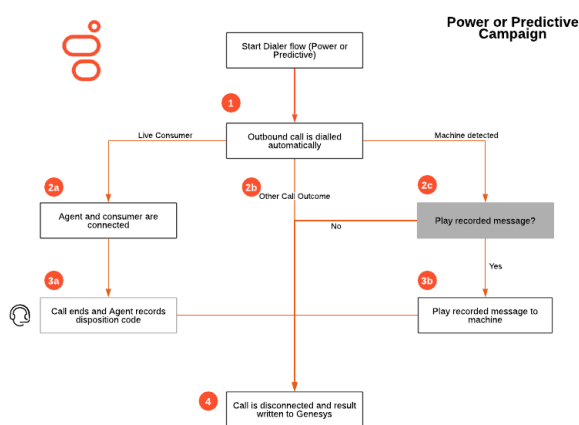 Power or Predictive
Campaign
Start Dialer flow (Power or
Predictive)
1
Live Consumer
Outbound call is dialled
automatically
Machine detected
2a
2b
Other Call Outcome
2c
Agent and consumer are
connected
Play recorded message?
No
Yes
3a
3b
Call ends and Agent records
disposition code
Play recorded message to
machine
4
Call is disconnected and result
written to Genesys